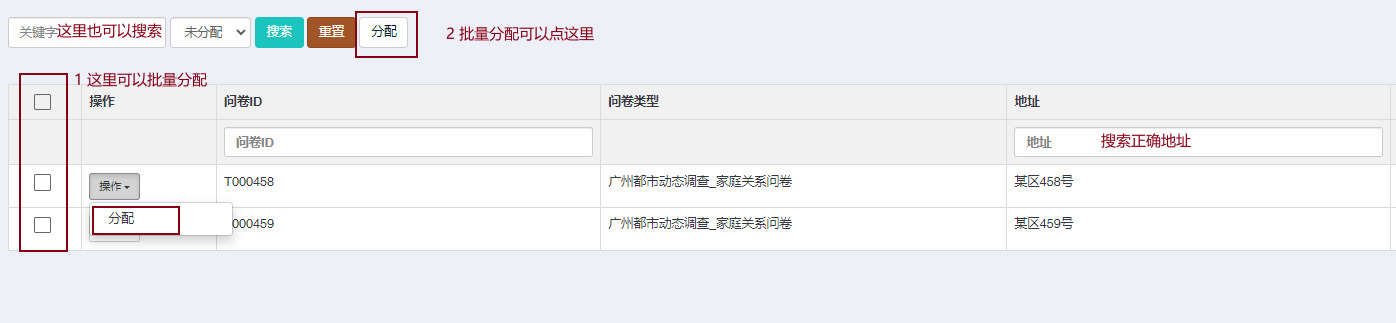 关键字这里也可以搜索 未分配 搜索 重置 分配 2 批量分配可以点这里
1 这里可以批量分配
操作 问卷ID 问卷类型 地址
问卷ID 地址 搜索正确地址
操作 T000458 广州都市动态调查_家庭关系问卷 某区458号
分配 000459 广州都市动态调查_家庭关系问卷 某区459号